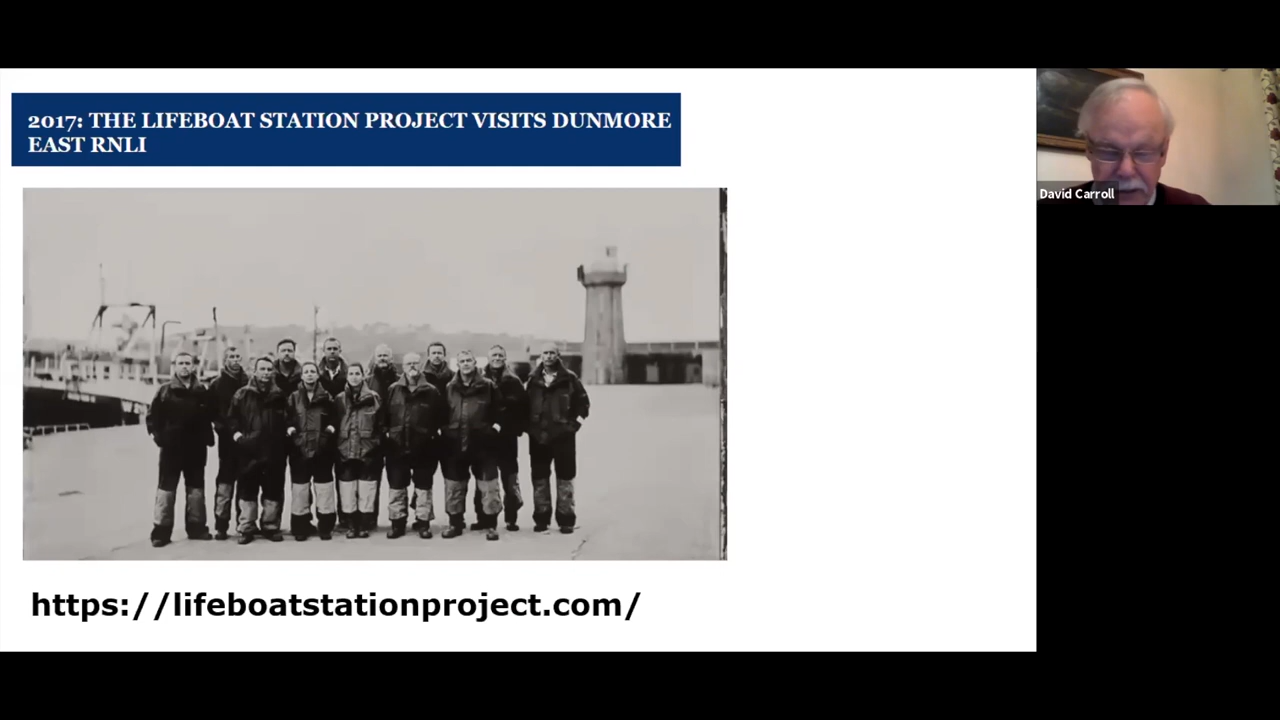 2017: THE LIFEBOAT STATION PROJECT VISITS DUNMORE
EAST RNLI
David Carroll
https://lifeboatstationproject.com/